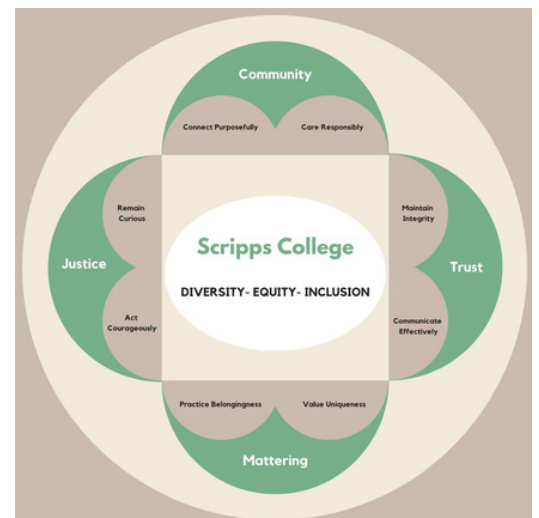 Community
Connect Purposefully
Care Responsibly
Justice
Remain
Curious
Act
Courageously
Scripps College
DIVERSITY- EQUITY- INCLUSION
Maintain
Integrity
Trust
Communicate
Effectively
Practice Belongingness
Value Uniqueness
Mattering